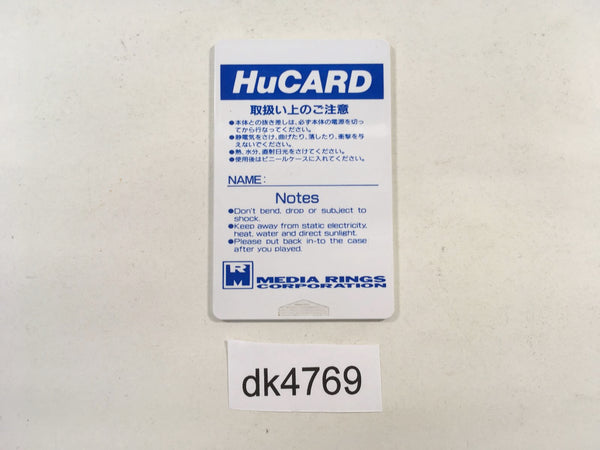 HuCARD
取扱い上のご注意
●本体との抜き差しは、必ず本体の電源を切っ
てから行なってください。
●静電気をさけ、曲げたり、落したり、衝撃を与
えないでください。
●熱、水分、直射日光をさけてください。
●使用後はビニールケースに入れてください。
NAME:
Notes
●Don't bend, drop or subject to
shock.
●Keep away from static electricity,
heat, water and direct sunlight.
●Please put back in-to the case
after you played.
RM MEDIA RINGS
CORPORATION
dk4769